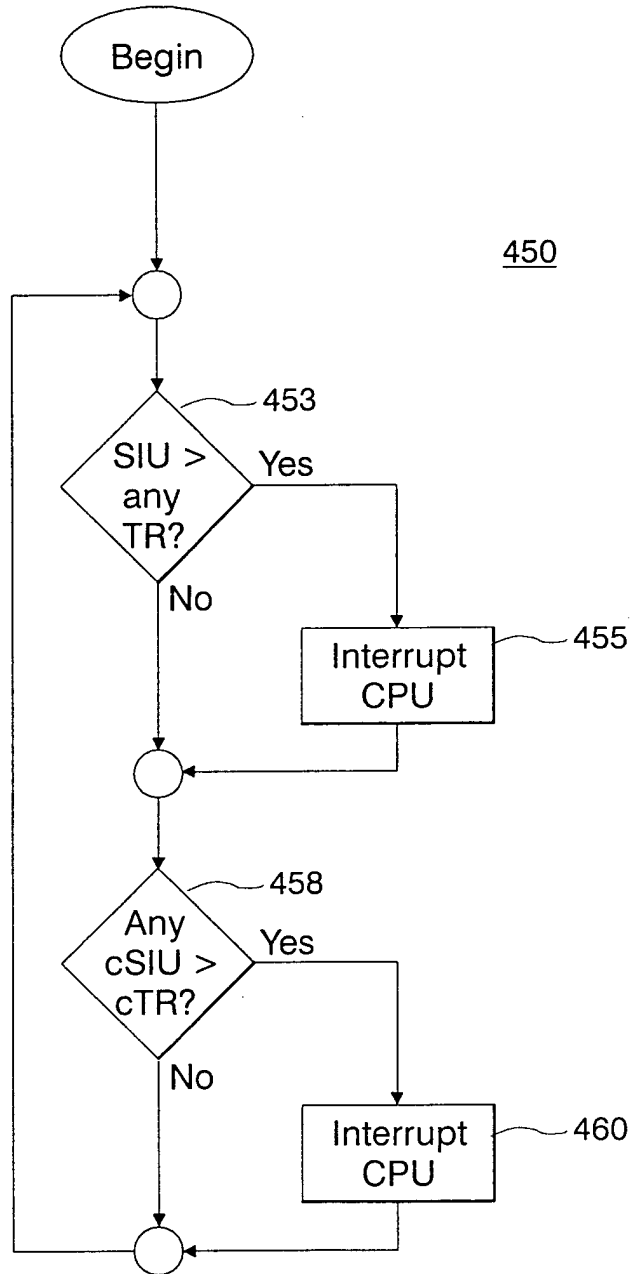 Begin
450
453
SIU >
any
TR?
Yes
No
Interrupt
CPU
455
458
Any
cSIU >
cTR?
Yes
No
Interrupt
CPU
460